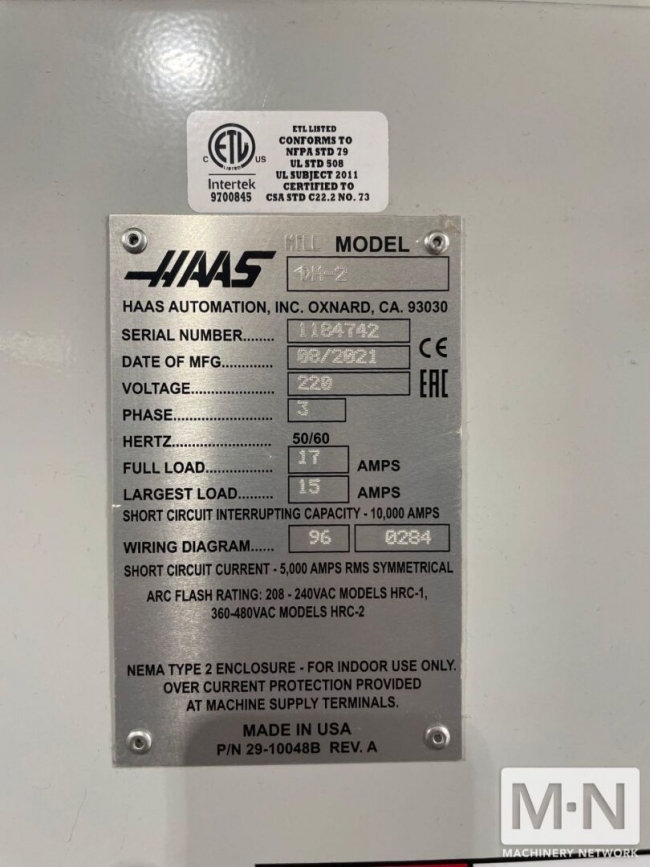 ETL LISTED
CONFORMS TO
NFPA STD 79
UL STD 508
UL SUBJECT 2011
CERTIFIED TO
CSA STD C22.2 NO. 73
C ETL US
LISTED
Intertek
9700845
MILL MODEL
HAAS
DM-2
HAAS AUTOMATION, INC. OXNARD, CA. 93030
SERIAL NUMBER........ 1184742
DATE OF MFG............. 08/2021
CE
VOLTAGE..................... 220
EAC
PHASE......................... 3
HERTZ......................... 50/60
FULL LOAD................. 17 AMPS
LARGEST LOAD......... 15 AMPS
SHORT CIRCUIT INTERRUPTING CAPACITY - 10,000 AMPS
WIRING DIAGRAM...... 96 0284
SHORT CIRCUIT CURRENT - 5,000 AMPS RMS SYMMETRICAL
ARC FLASH RATING: 208 - 240VAC MODELS HRC-1,
360-480VAC MODELS HRC-2
NEMA TYPE 2 ENCLOSURE - FOR INDOOR USE ONLY.
OVER CURRENT PROTECTION PROVIDED
AT MACHINE SUPPLY TERMINALS.
MADE IN USA
P/N 29-10048B REV. A
M·N
MACHINERY NETWORK